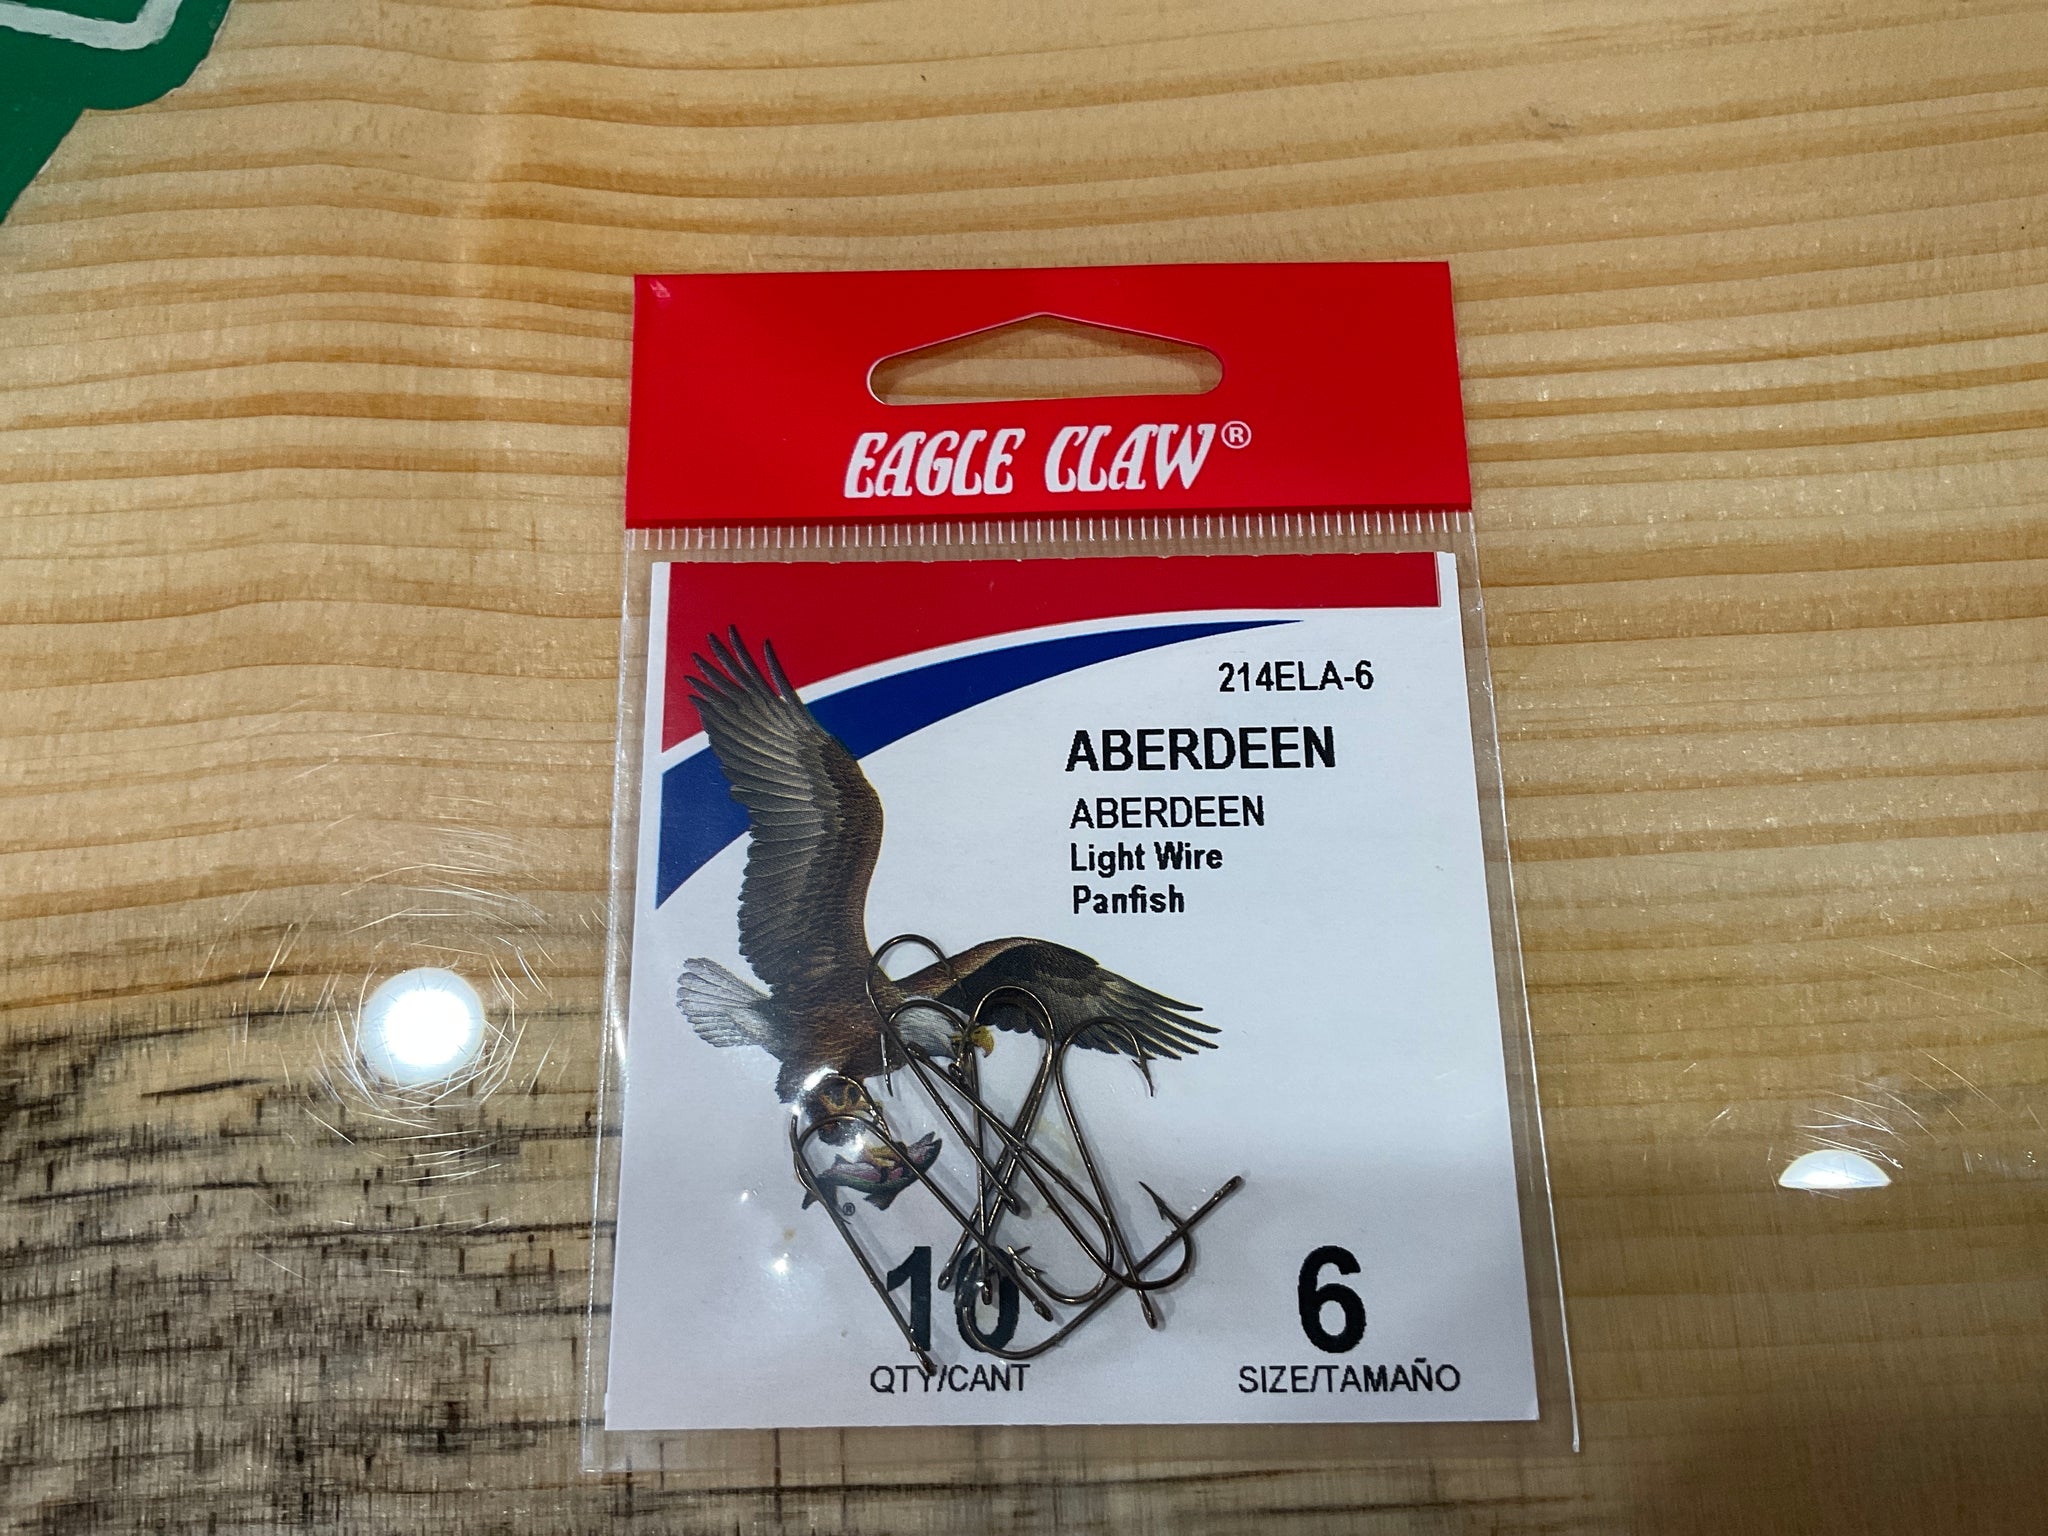 EAGLE CLAW®
214ELA-6
ABERDEEN
ABERDEEN
Light Wire
Panfish
®
10 6
QTY/CANT SIZE/TAMAÑO